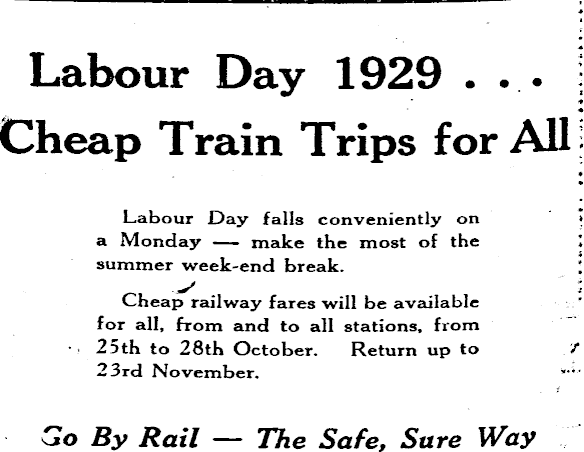 Labour Day 1929 . . .
Cheap Train Trips for All
Labour Day falls conveniently on
a Monday — make the most of the
summer week-end break.
Cheap railway fares will be available
for all, from and to all stations, from
25th to 28th October. Return up to
23rd November.
Go By Rail — The Safe, Sure Way